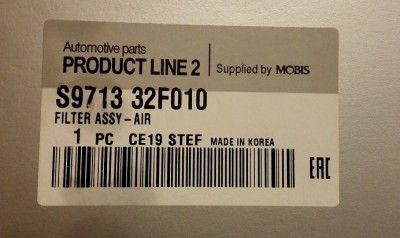 Automotive parts
PRODUCT LINE 2 Supplied by MOBIS
S9713 32F010
FILTER ASSY-AIR
1 PC CE19 STEF MADE IN KOREA
EAC